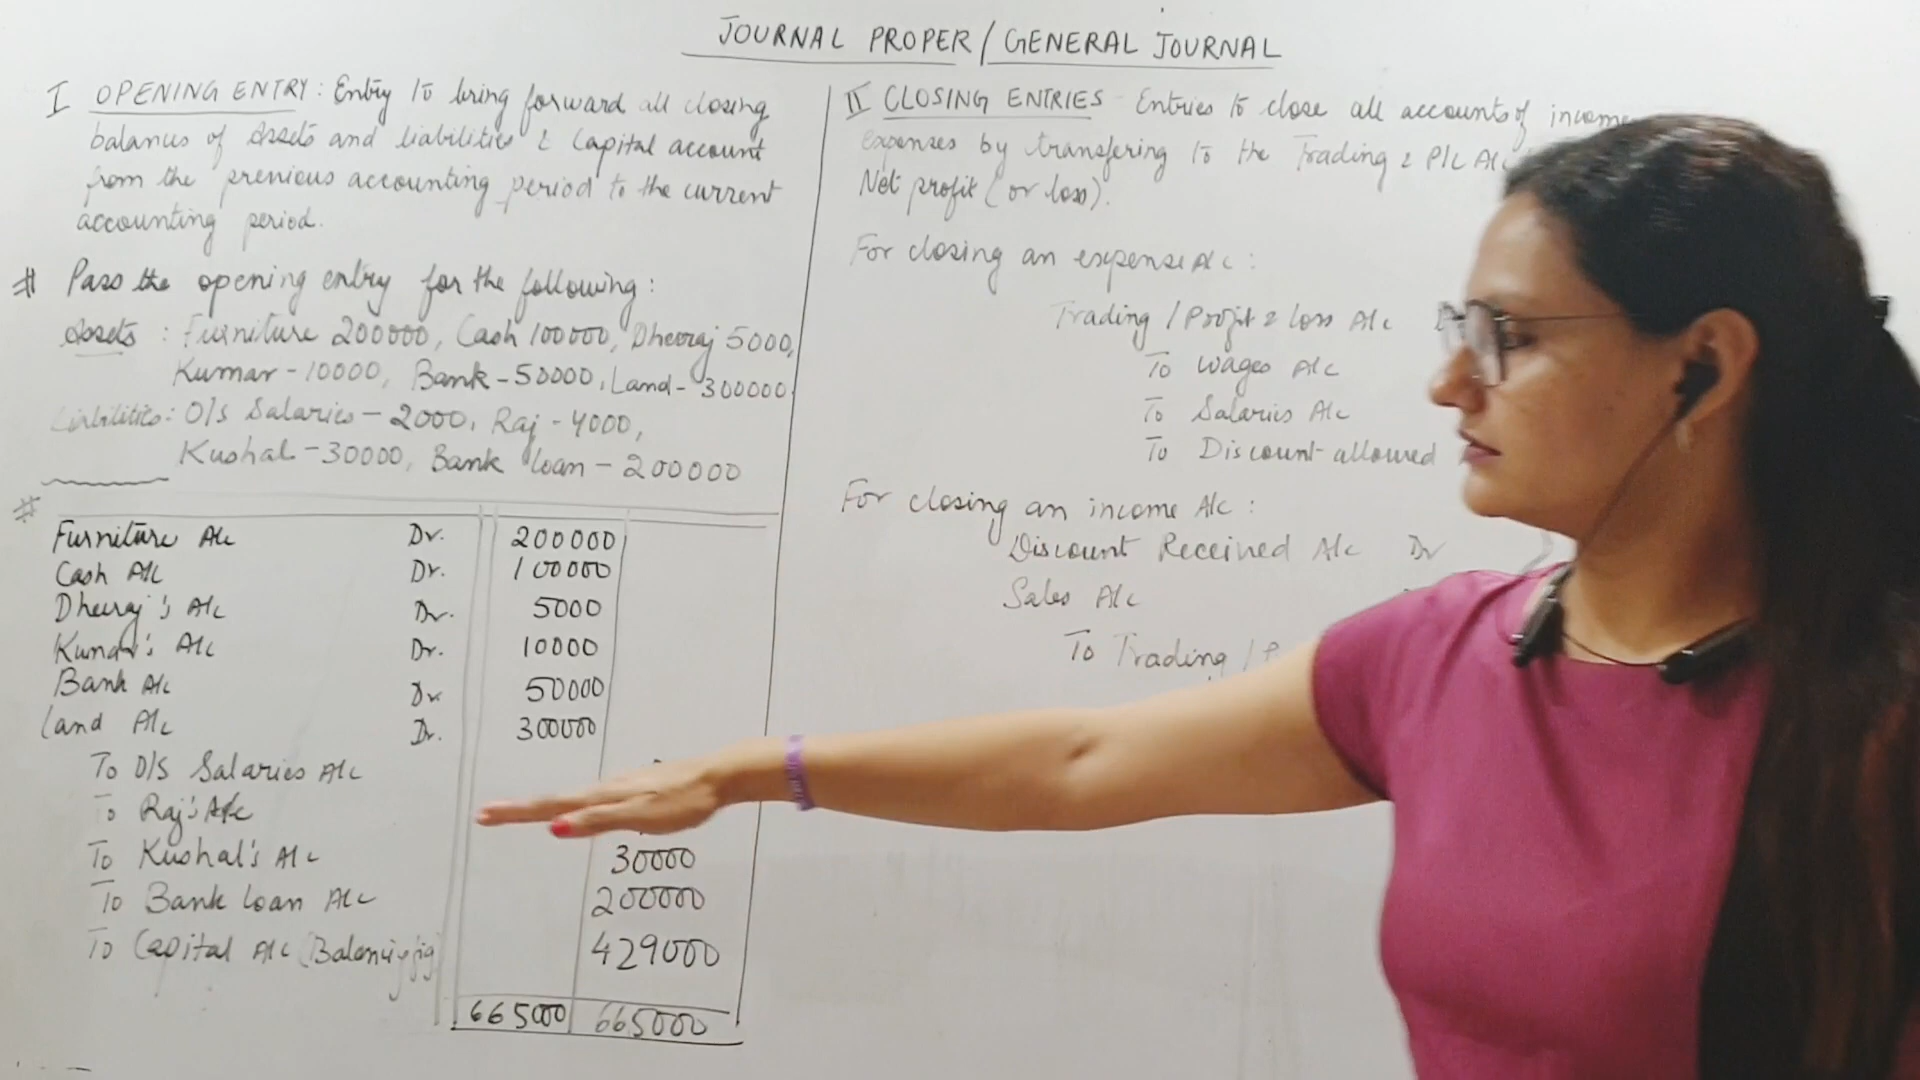 JOURNAL PROPER / GENERAL JOURNAL
I OPENING ENTRY : Entry to bring forward all closing
balances of Assets and liabilities & Capital account
from the previous accounting period to the current
accounting period.
# Pass the opening entry for the following :
Assets : Furniture 200000, Cash 100000, Dheeraj 5000,
Kumar - 10000, Bank - 50000, Land - 300000
Liabilities : O/S Salaries - 2000, Raj - 4000,
Kushal - 30000, Bank loan - 200000
#
Furniture A/c Dr. 200000
Cash A/c Dr. 100000
Dheeraj's A/c Dr. 5000
Kumar's A/c Dr. 10000
Bank A/c Dr 50000
Land A/c Dr. 300000
To O/S Salaries A/c
To Raj's A/c
To Kushal's A/c 30000
To Bank Loan A/c 200000
To Capital A/c (Balancing fig) 429000
665000 665000
II CLOSING ENTRIES - Entries to close all accounts of income
expenses by transfering to the Trading & P/L A/c
Net profit (or loss).
For closing an expense A/c :
Trading / Profit & Loss A/c
To Wages A/c
To Salaries A/c
To Discount allowed
For closing an income A/c :
Discount Received A/c Dr
Sales A/c
To Trading /